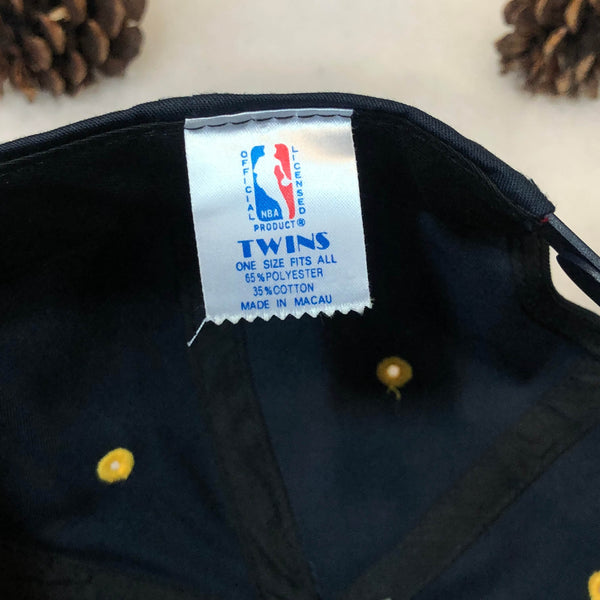 OFFICIAL
LICENSED
NBA
PRODUCT®
TWINS
ONE SIZE FITS ALL
65%POLYESTER
35%COTTON
MADE IN MACAU